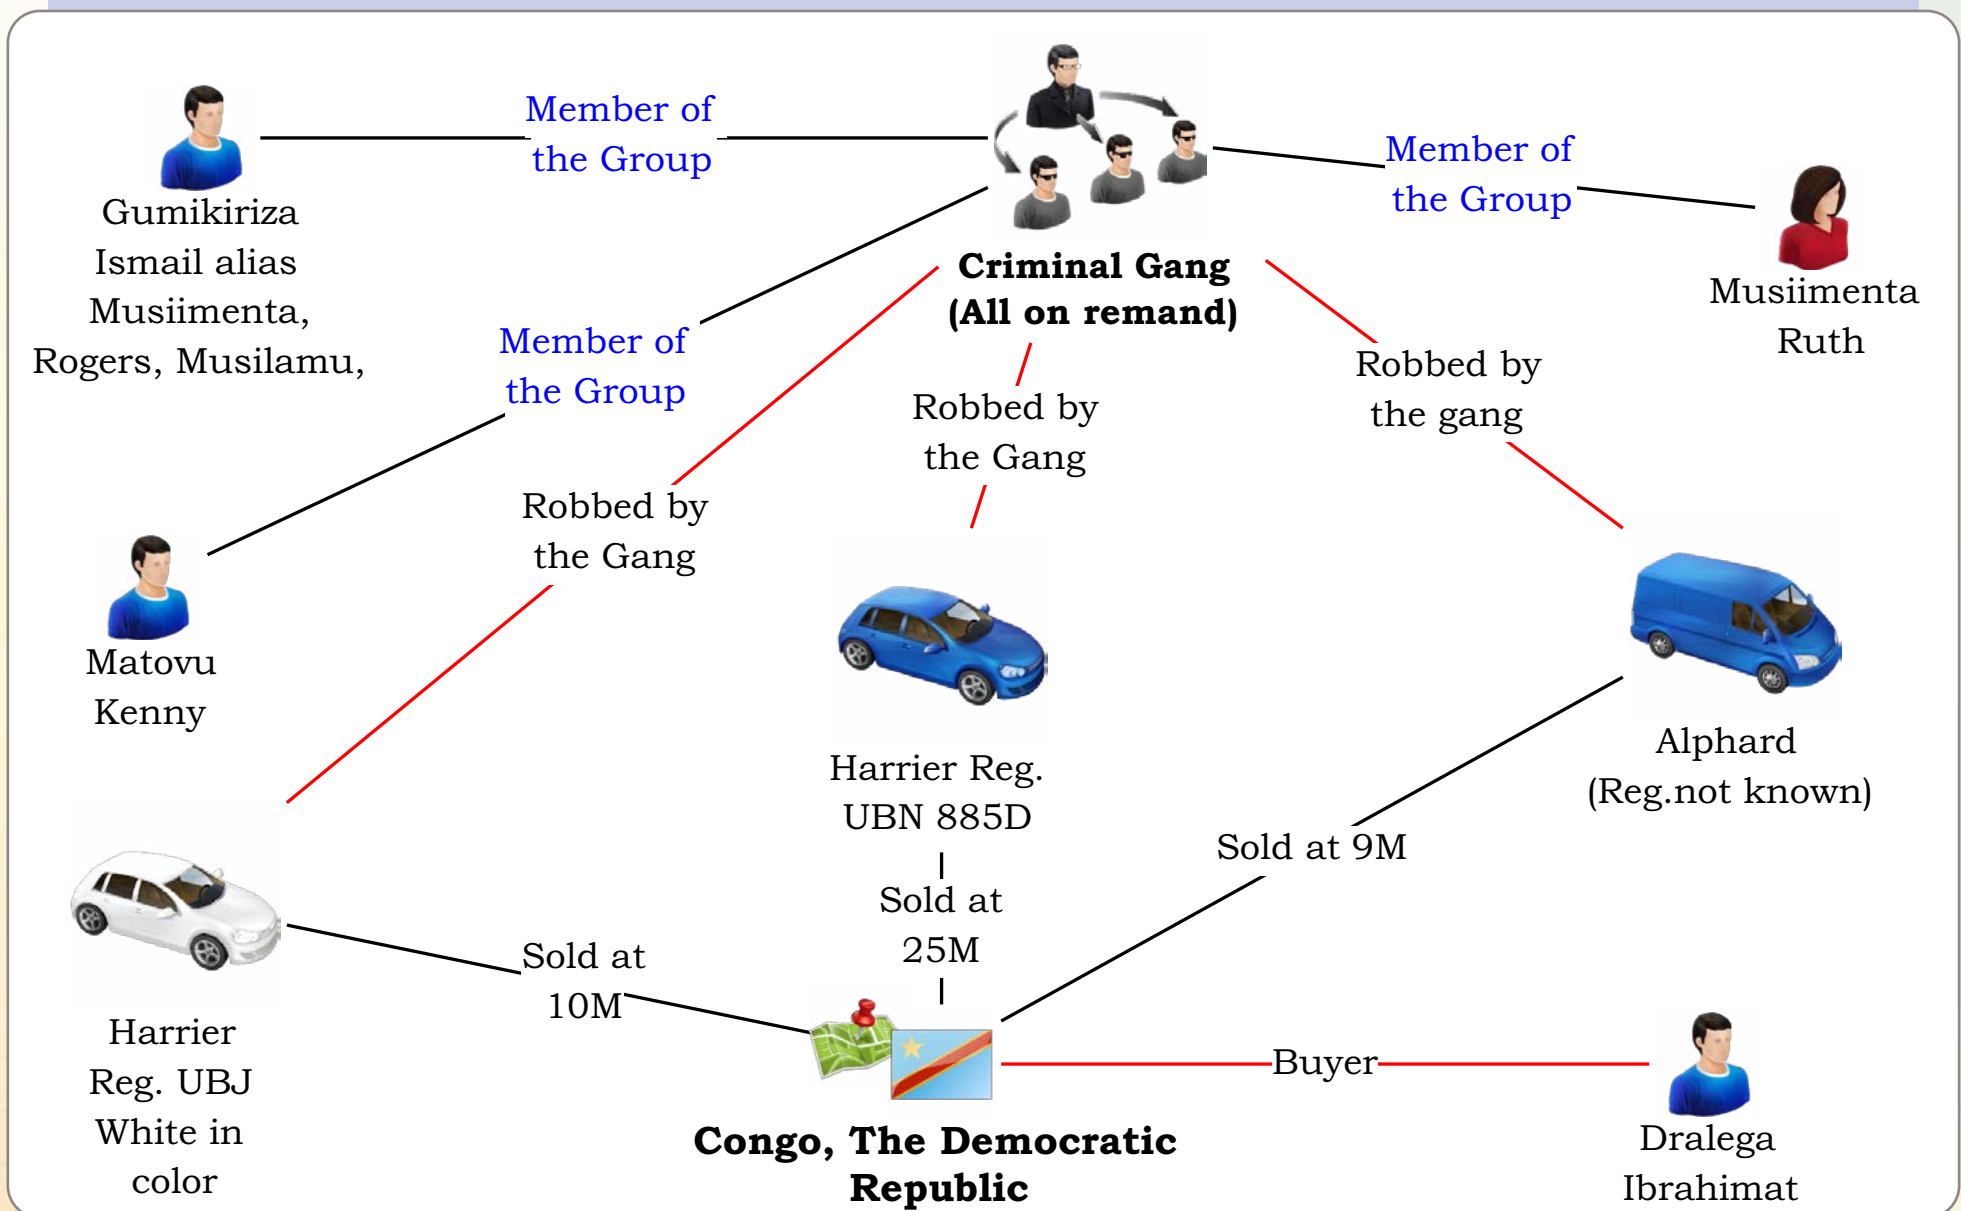 Member of
the Group
Member of
the Group
Gumikiriza
Ismail alias
Musiimenta,
Rogers, Musilamu,
Criminal Gang
(All on remand)
Musiimenta
Ruth
Member of
the Group
Robbed by
the gang
Robbed by
the Gang
Robbed by
the Gang
Matovu
Kenny
Harrier Reg.
UBN 885D
Alphard
(Reg.not known)
Sold at 9M
Sold at
25M
Sold at
10M
Harrier
Reg. UBJ
White in
color
Buyer
Congo, The Democratic
Republic
Dralega
Ibrahimat